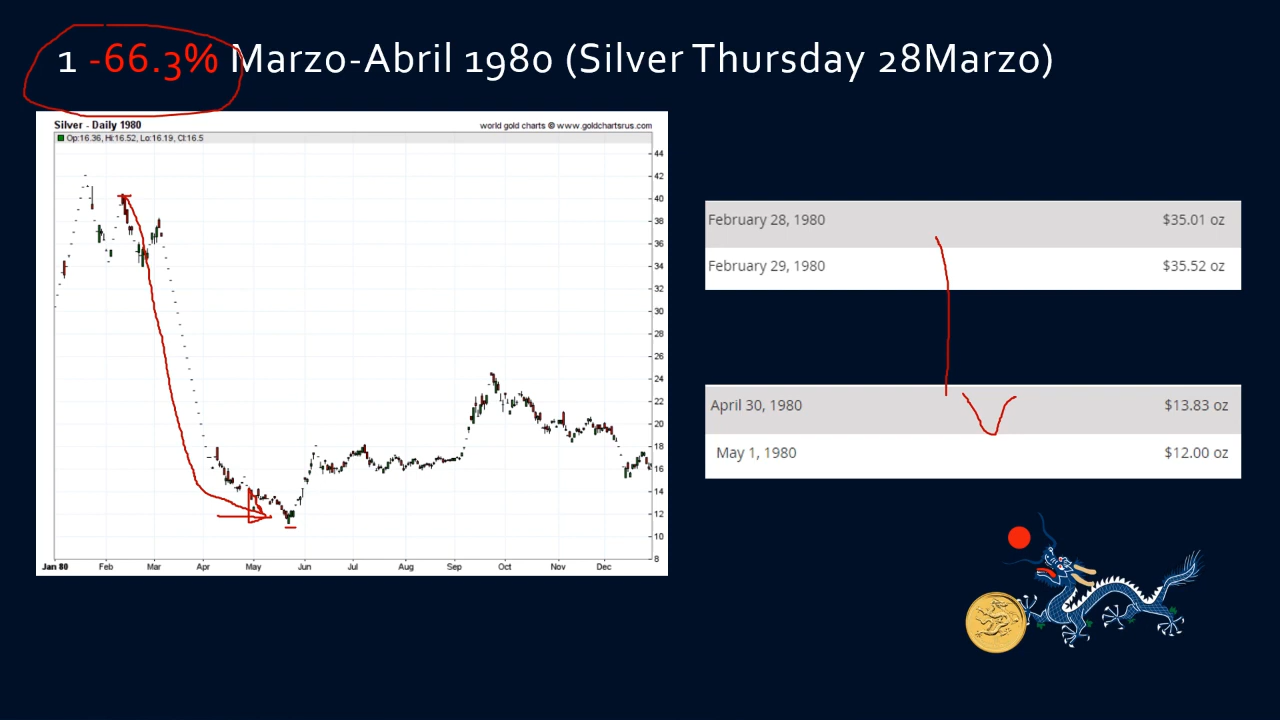 1 -66.3% Marzo-Abril 1980 (Silver Thursday 28Marzo)
Silver - Daily 1980
world gold charts © www.goldchartsrus.com
Op:16.36, Hi:16.52, Lo:16.19, Cl:16.5
44
42
40
38
36
34
32
30
28
26
24
22
20
18
16
14
12
10
8
Jan 80 Feb Mar Apr May Jun Jul Aug Sep Oct Nov Dec
February 28, 1980 $35.01 oz
February 29, 1980 $35.52 oz
April 30, 1980 $13.83 oz
May 1, 1980 $12.00 oz